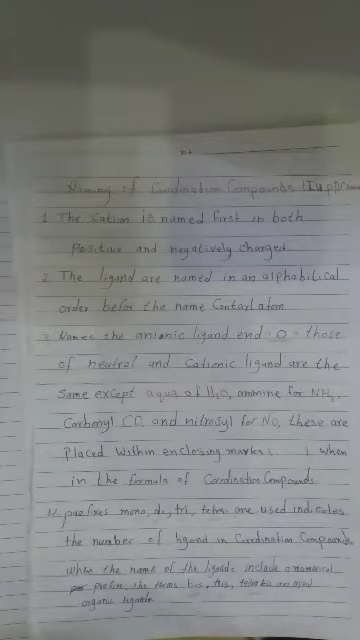 Naming of Cordination Compounds (IUPPC
1 The Cation is named first in both
Positive and negatively charged
2 The ligand are named in an alphabitical
order befor the name Contarl atom
3 Names the anionic ligand end "O" those
of neutral and Cationic ligand are the
Same except aqua of H₂O, ammine for NH₃,
Carbonyl CO, and nitrosyl for NO, these are
Placed within enclosing marks ( ) when
in the formula of Coordination Compounds
4 prefixes mono, di, tri, tetra are used indicates
the number of ligand in Cordination Compounds,
when the name of the ligands include a numerical
prefix, the terms bis, tris, tetrakis are used
organic ligands